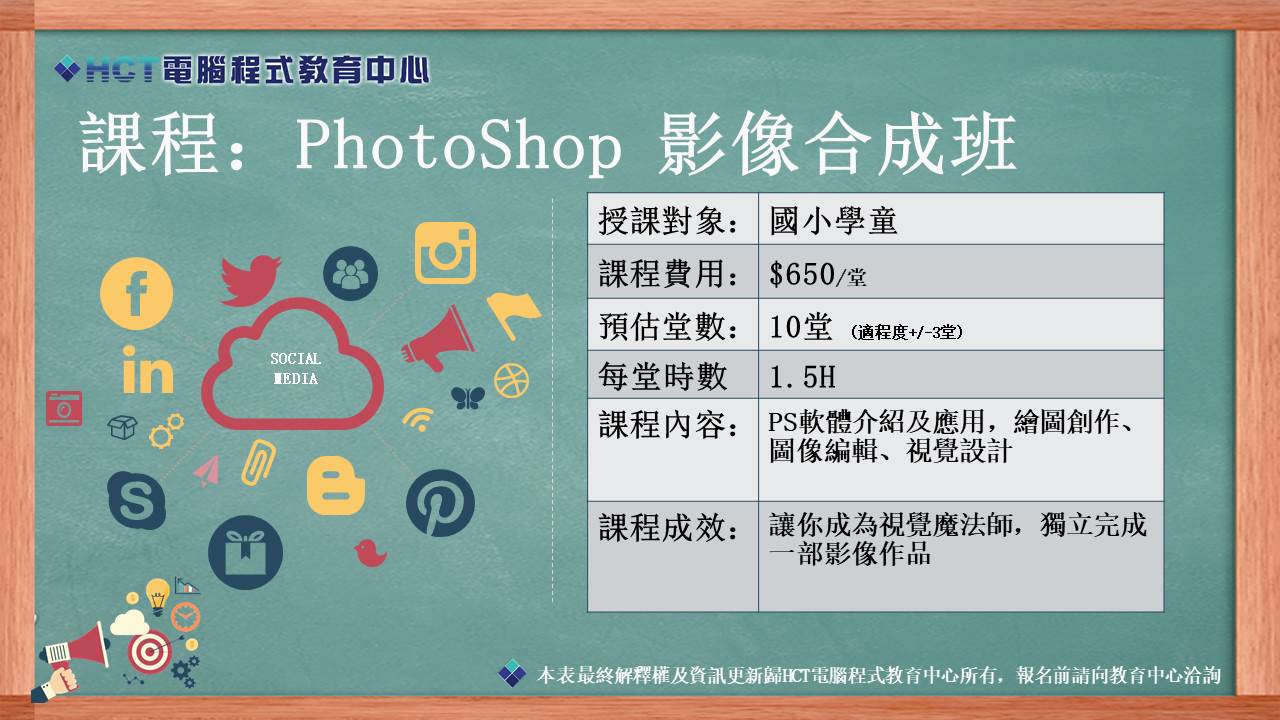 HCT電腦程式教育中心
課程：PhotoShop 影像合成班
授課對象： 國小學童
課程費用： $650/堂
預估堂數： 10堂 (適程度+/-3堂)
每堂時數 1.5H
課程內容： PS軟體介紹及應用，繪圖創作、
圖像編輯、視覺設計
課程成效： 讓你成為視覺魔法師，獨立完成
一部影像作品
SOCIAL
MEDIA
本表最終解釋權及資訊更新歸HCT電腦程式教育中心所有，報名前請向教育中心洽詢